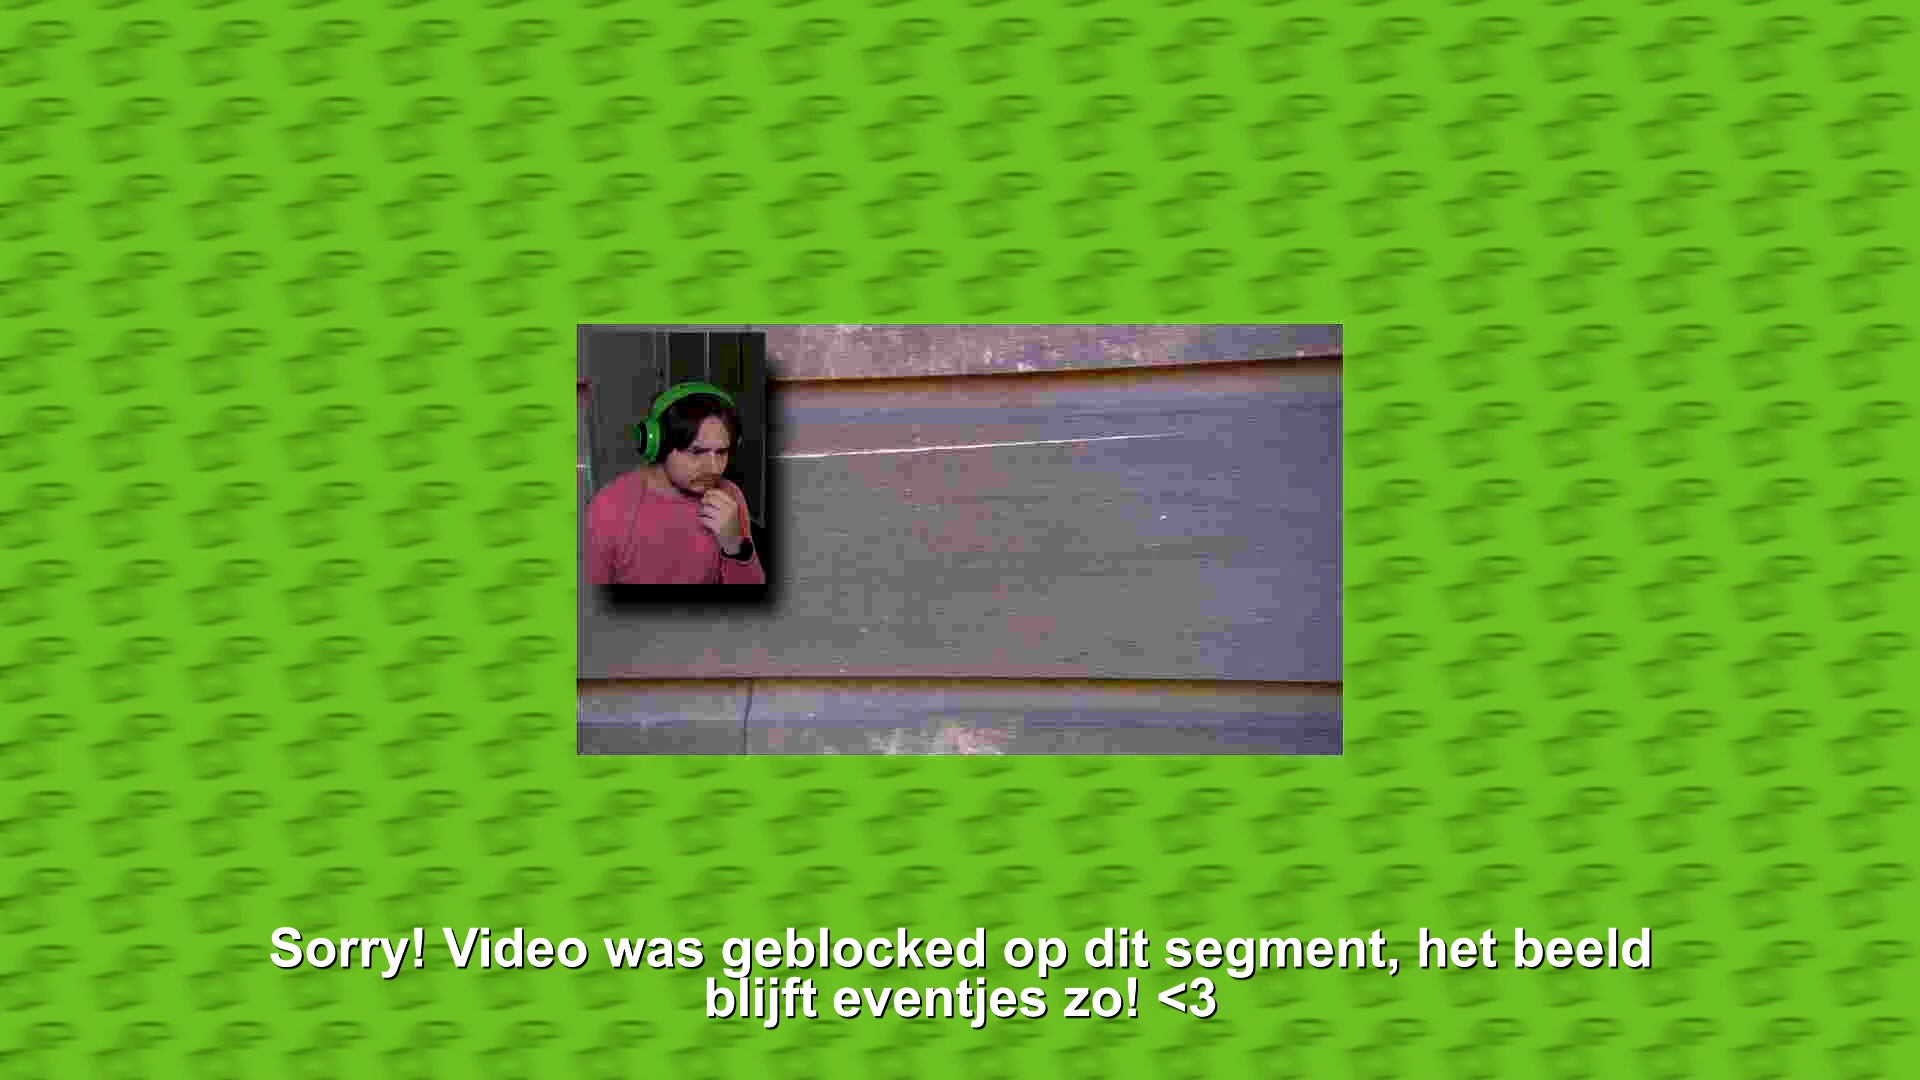 Sorry! Video was geblocked op dit segment, het beeld
blijft eventjes zo! <3